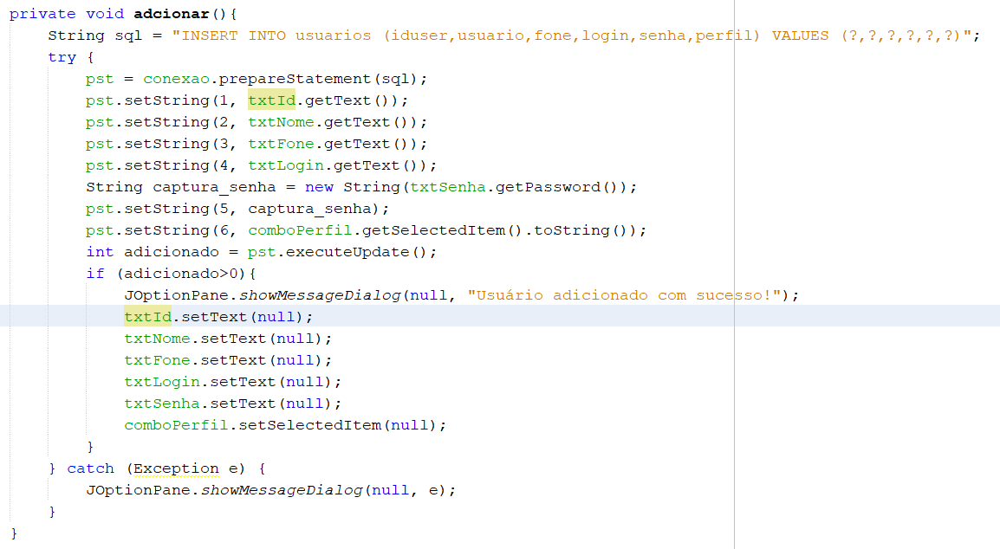 private void adcionar(){
    String sql = "INSERT INTO usuarios (iduser,usuario,fone,login,senha,perfil) VALUES (?,?,?,?,?,?)";
    try {
        pst = conexao.prepareStatement(sql);
        pst.setString(1, txtId.getText());
        pst.setString(2, txtNome.getText());
        pst.setString(3, txtFone.getText());
        pst.setString(4, txtLogin.getText());
        String captura_senha = new String(txtSenha.getPassword());
        pst.setString(5, captura_senha);
        pst.setString(6, comboPerfil.getSelectedItem().toString());
        int adicionado = pst.executeUpdate();
        if (adicionado>0){
            JOptionPane.showMessageDialog(null, "Usuário adicionado com sucesso!");
            txtId.setText(null);
            txtNome.setText(null);
            txtFone.setText(null);
            txtLogin.setText(null);
            txtSenha.setText(null);
            comboPerfil.setSelectedItem(null);
        }
    } catch (Exception e) {
        JOptionPane.showMessageDialog(null, e);
    }
}